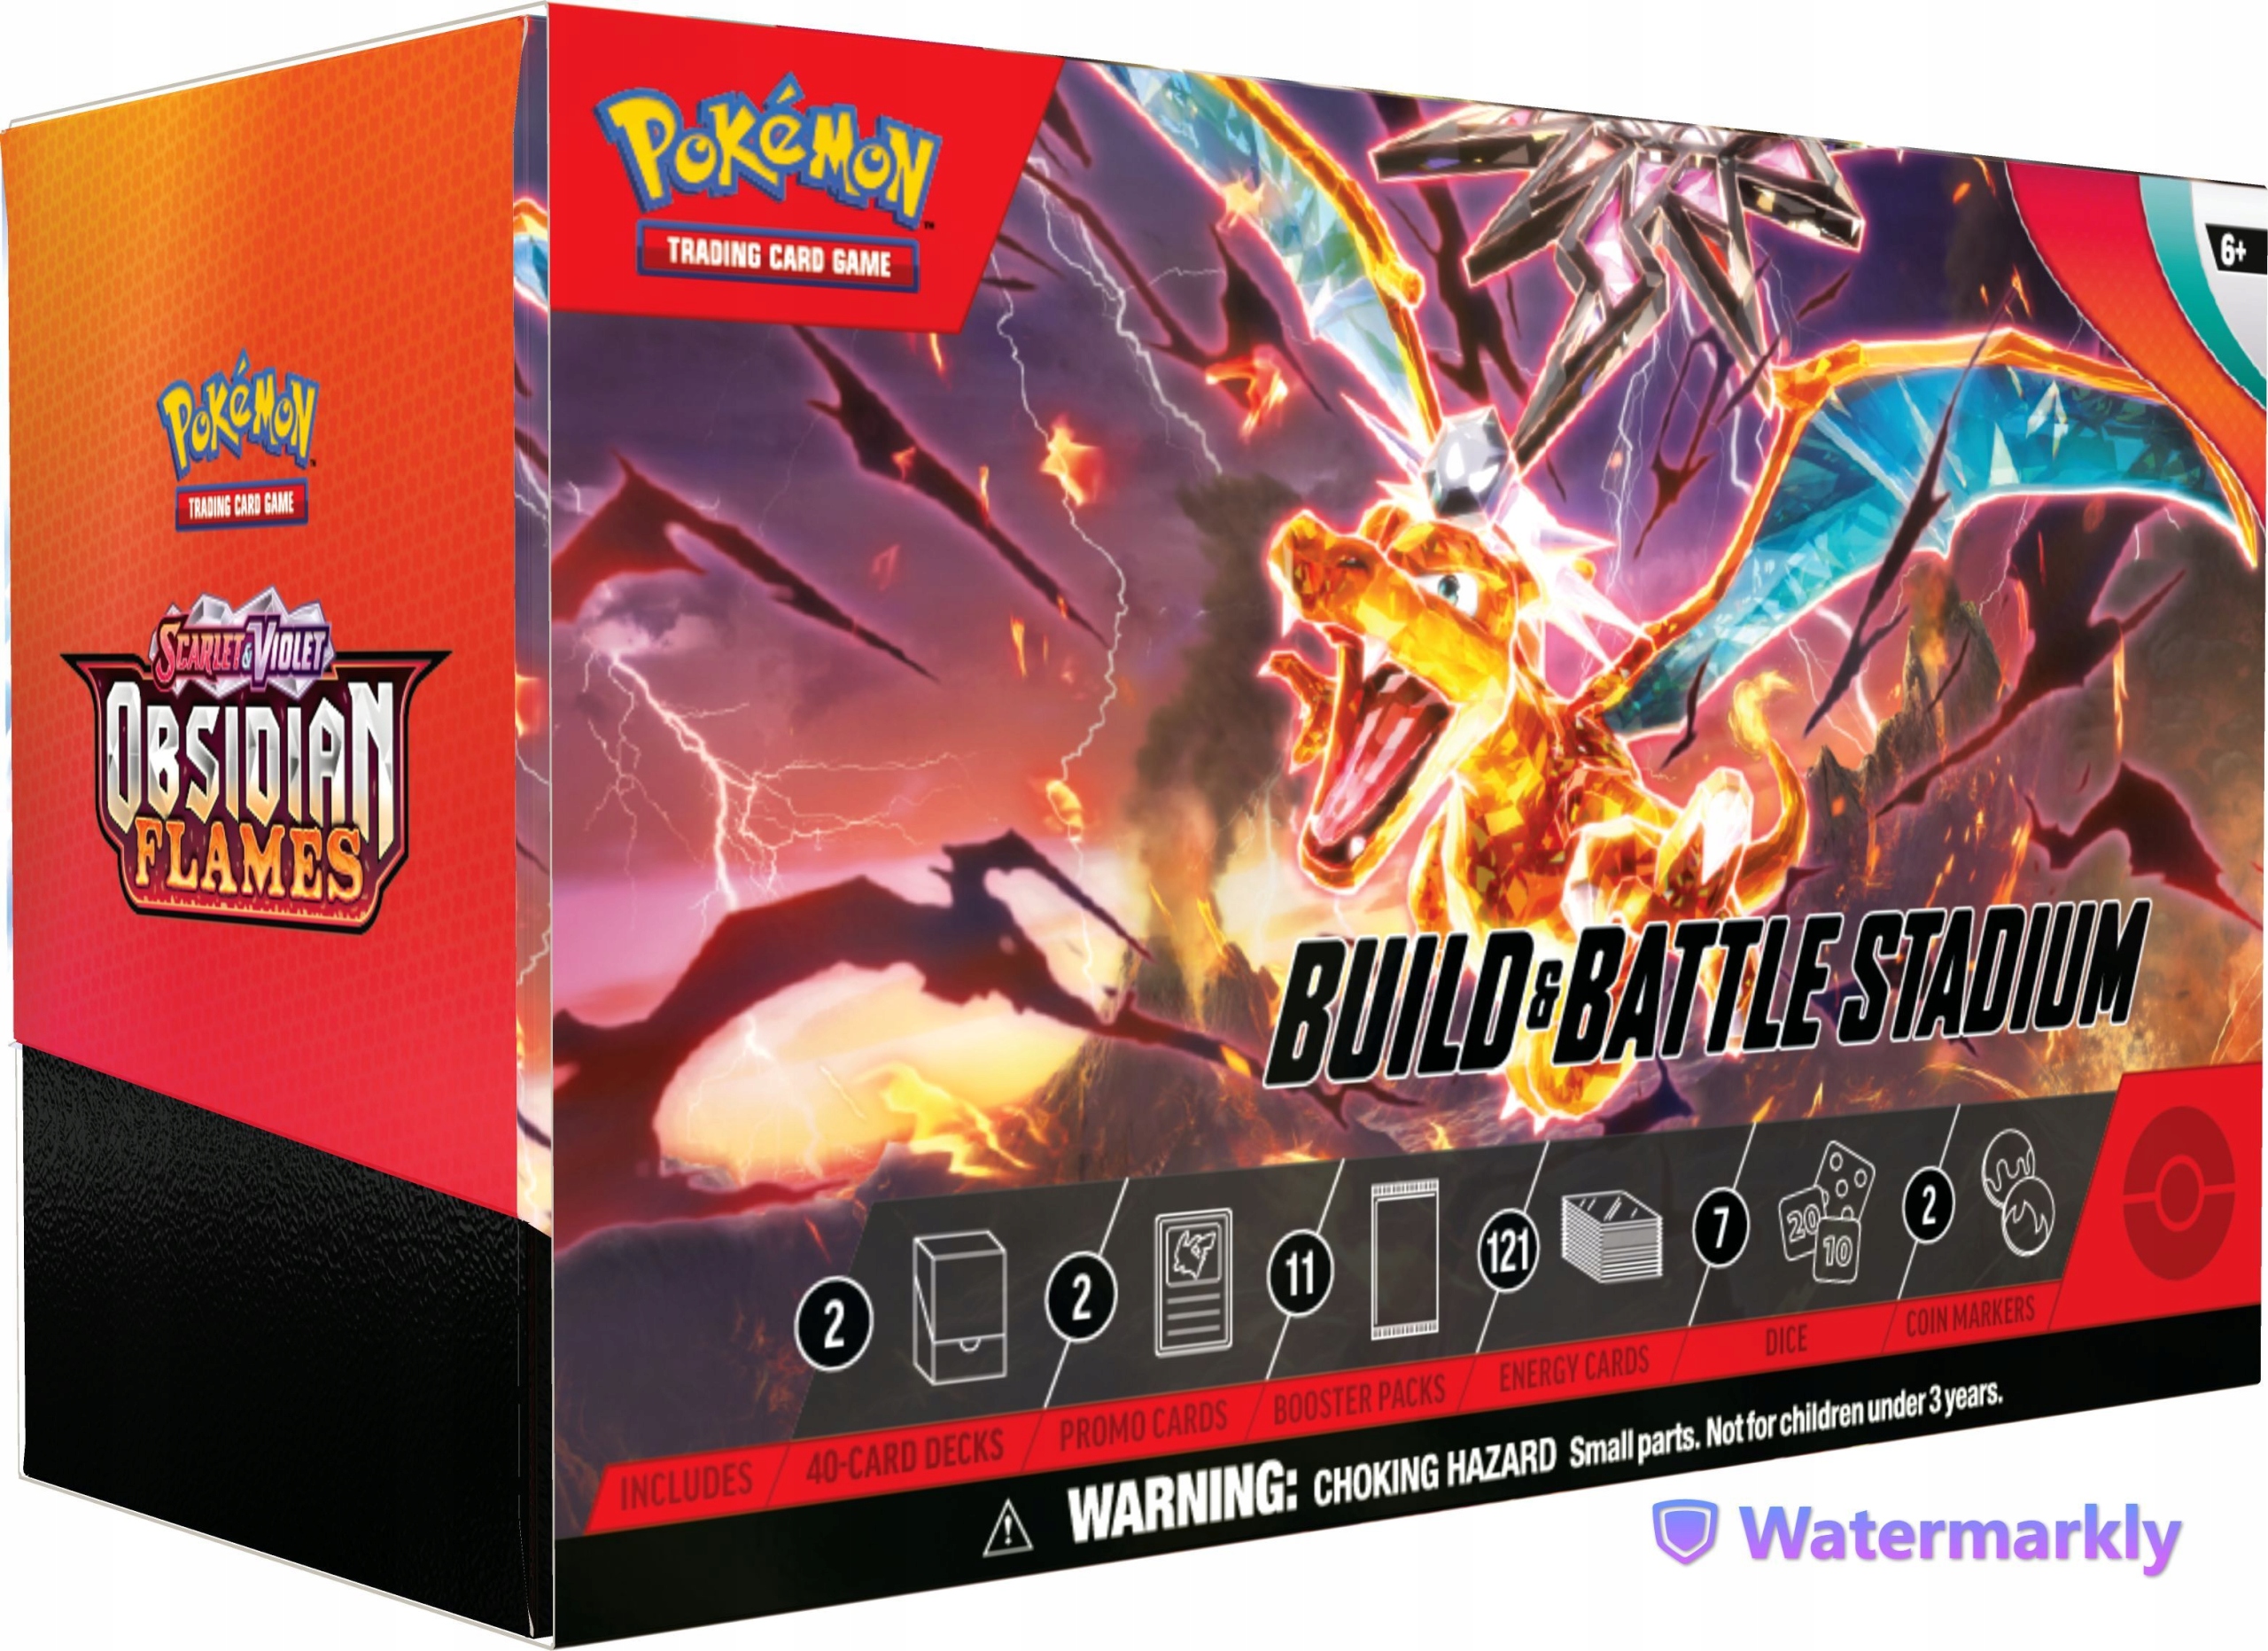 POKÉMON
TRADING CARD GAME
6+
POKÉMON
TRADING CARD GAME
SCARLET & VIOLET
OBSIDIAN
FLAMES
BUILD & BATTLE STADIUM
2
2
11
121
7
20
10
2
INCLUDES
40-CARD DECKS
PROMO CARDS
BOOSTER PACKS
ENERGY CARDS
DICE
COIN MARKERS
WARNING: CHOKING HAZARD Small parts. Not for children under 3 years.
Watermarkly